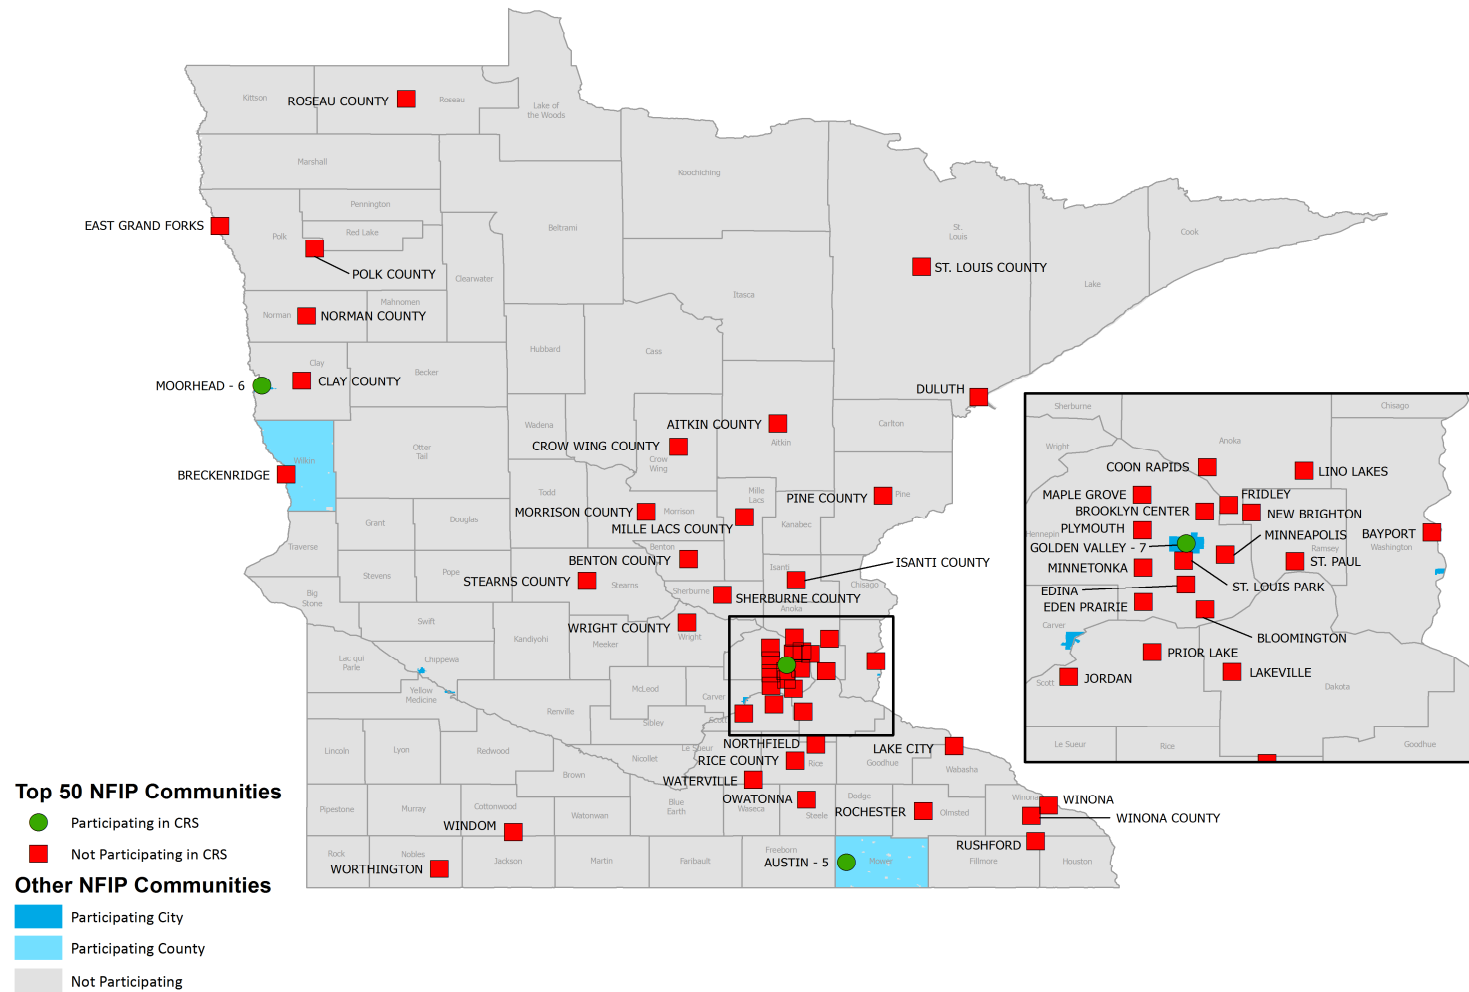 Kittson
ROSEAU COUNTY
Roseau
Lake of
the Woods
Marshall
Koochiching
Pennington
EAST GRAND FORKS
Polk
Red Lake
Beltrami
St.
Louis
Cook
POLK COUNTY
Clearwater
ST. LOUIS COUNTY
Lake
Itasca
Mahnomen
Norman
NORMAN COUNTY
Hubbard
Cass
Clay
Becker
MOORHEAD - 6
CLAY COUNTY
DULUTH
AITKIN COUNTY
Carlton
Wadena
CROW WING COUNTY
Aitkin
Otter
Tail
Wilkin
Crow
Wing
BRECKENRIDGE
Todd
Mille
Lacs
PINE COUNTY
Pine
MORRISON COUNTY
Morrison
MILLE LACS COUNTY
Kanabec
Grant
Douglas
Traverse
Benton
BENTON COUNTY
ISANTI COUNTY
Stevens
Pope
STEARNS COUNTY
Stearns
Isanti
Chisago
Big
Stone
Sherburne
SHERBURNE COUNTY
Anoka
Swift
WRIGHT COUNTY
Wright
Kandiyohi
Meeker
Lac qui
Parle
Chippewa
McLeod
Carver
Yellow
Medicine
Renville
Sibley
Scott
Lincoln
Lyon
Redwood
Nicollet
Le Sueur
NORTHFIELD
RICE COUNTY
Rice
Goodhue
LAKE CITY
Wabasha
WATERVILLE
Brown
Pipestone
Murray
Cottonwood
Watonwan
Blue
Earth
Waseca
OWATONNA
Steele
Dodge
ROCHESTER
Olmsted
Winona
WINONA
WINONA COUNTY
WINDOM
RUSHFORD
Rock
Nobles
WORTHINGTON
Jackson
Martin
Faribault
Freeborn
AUSTIN - 5
Mower
Fillmore
Houston
Sherburne
Chisago
Wright
Anoka
COON RAPIDS
LINO LAKES
MAPLE GROVE
FRIDLEY
BROOKLYN CENTER
NEW BRIGHTON
PLYMOUTH
Hennepin
MINNEAPOLIS
BAYPORT
GOLDEN VALLEY - 7
Ramsey
Washington
MINNETONKA
ST. PAUL
EDINA
ST. LOUIS PARK
EDEN PRAIRIE
Carver
BLOOMINGTON
PRIOR LAKE
Scott
JORDAN
LAKEVILLE
Dakota
Le Sueur
Rice
Goodhue
Top 50 NFIP Communities
Participating in CRS
Not Participating in CRS
Other NFIP Communities
Participating City
Participating County
Not Participating